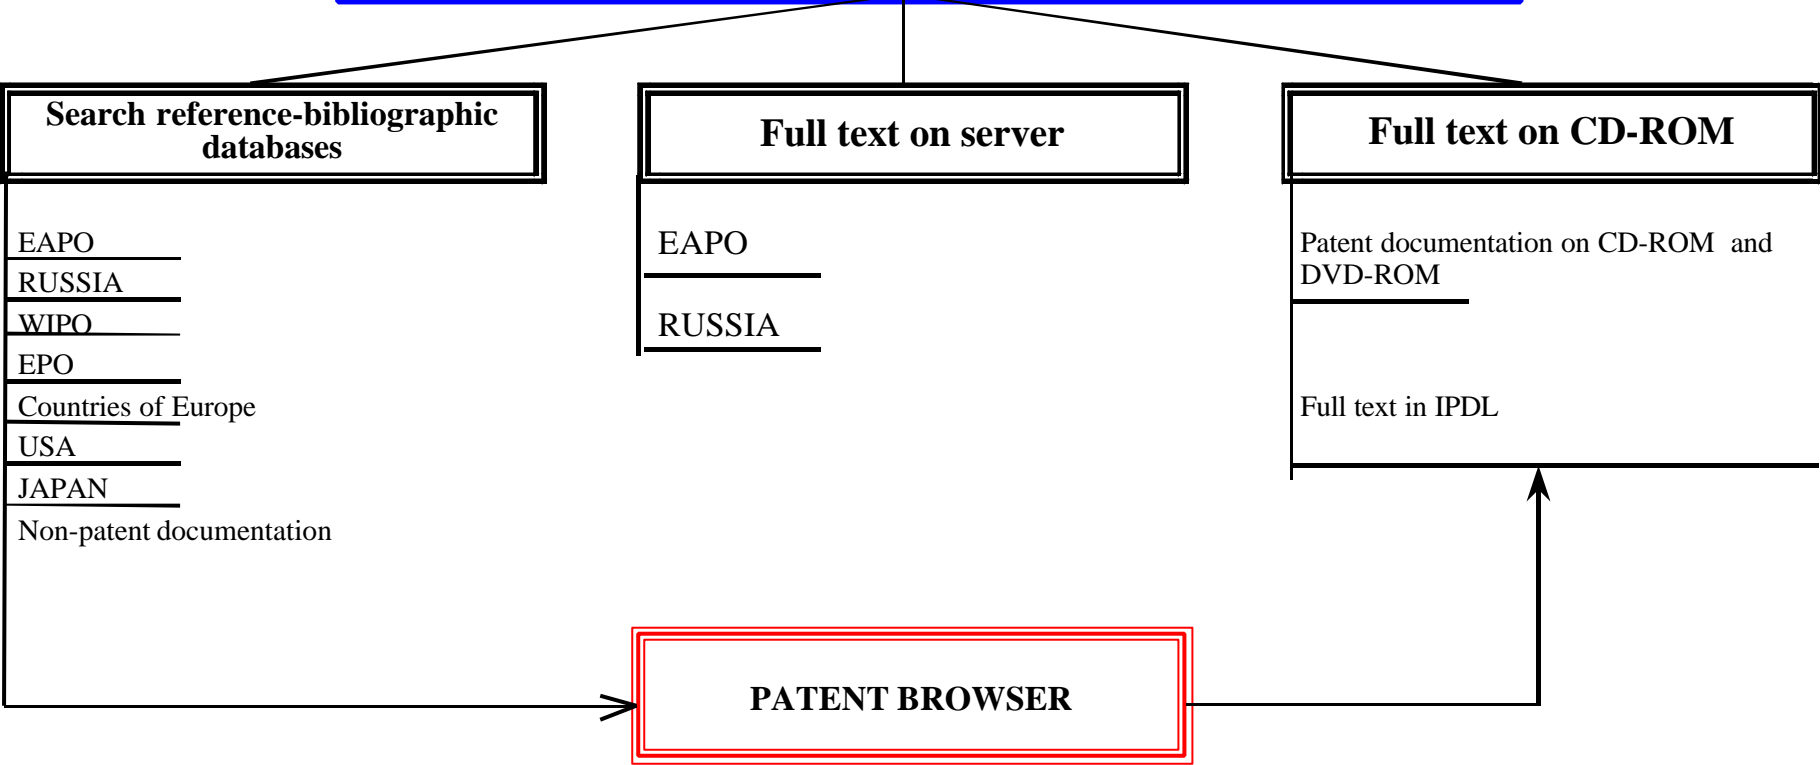 Search reference-bibliographic
databases
Full text on server
Full text on CD-ROM
EAPO
RUSSIA
WIPO
EPO
Countries of Europe
USA
JAPAN
Non-patent documentation
EAPO
RUSSIA
Patent documentation on CD-ROM and
DVD-ROM
Full text in IPDL
PATENT BROWSER